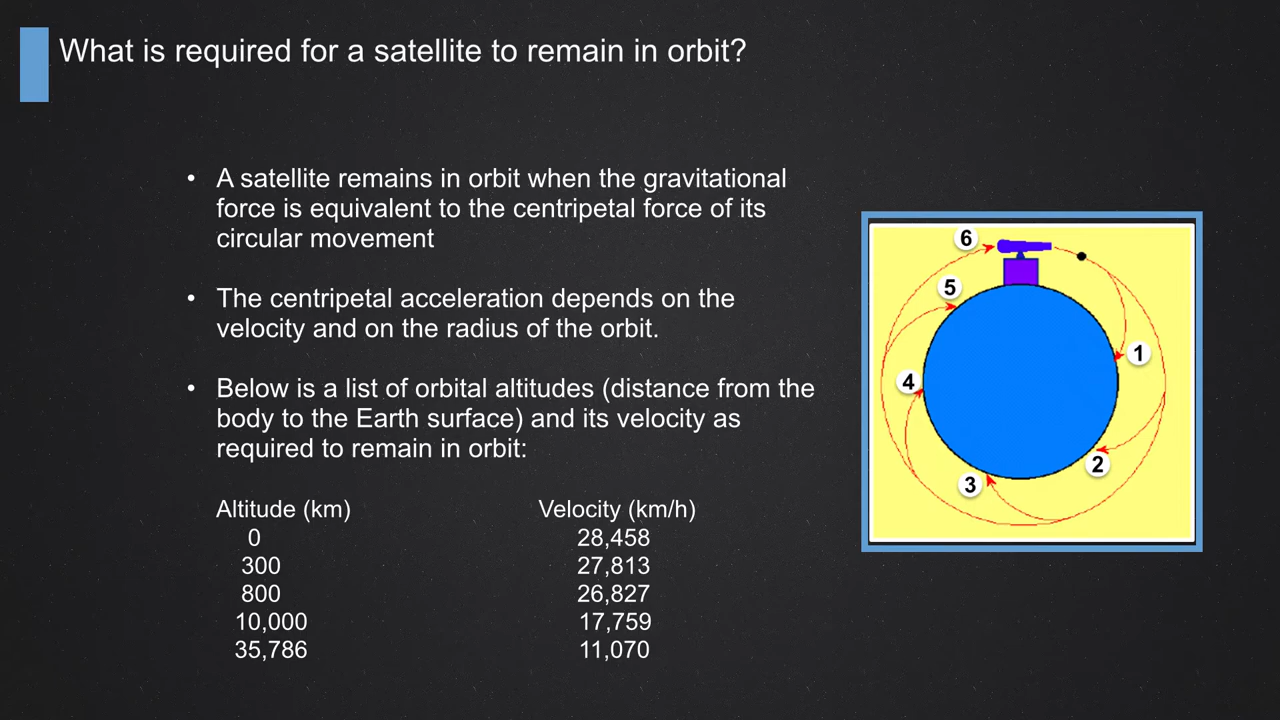 What is required for a satellite to remain in orbit?
• A satellite remains in orbit when the gravitational
force is equivalent to the centripetal force of its
circular movement
• The centripetal acceleration depends on the
velocity and on the radius of the orbit.
• Below is a list of orbital altitudes (distance from the
body to the Earth surface) and its velocity as
required to remain in orbit:
Altitude (km) Velocity (km/h)
0 28,458
300 27,813
800 26,827
10,000 17,759
35,786 11,070
6
5
1
4
2
3